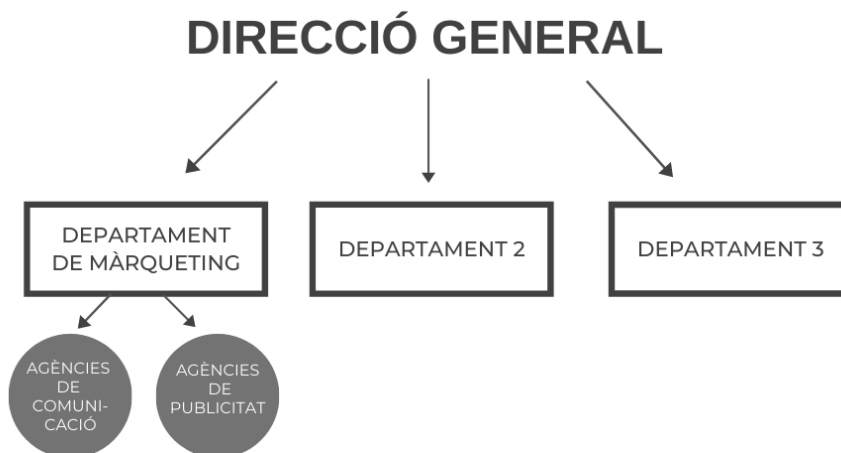 DIRECCIÓ GENERAL
DEPARTAMENT
DE MÀRQUETING
DEPARTAMENT 2
DEPARTAMENT 3
AGÈNCIES
DE
COMUNI-
CACIÓ
AGÈNCIES
DE
PUBLICITAT